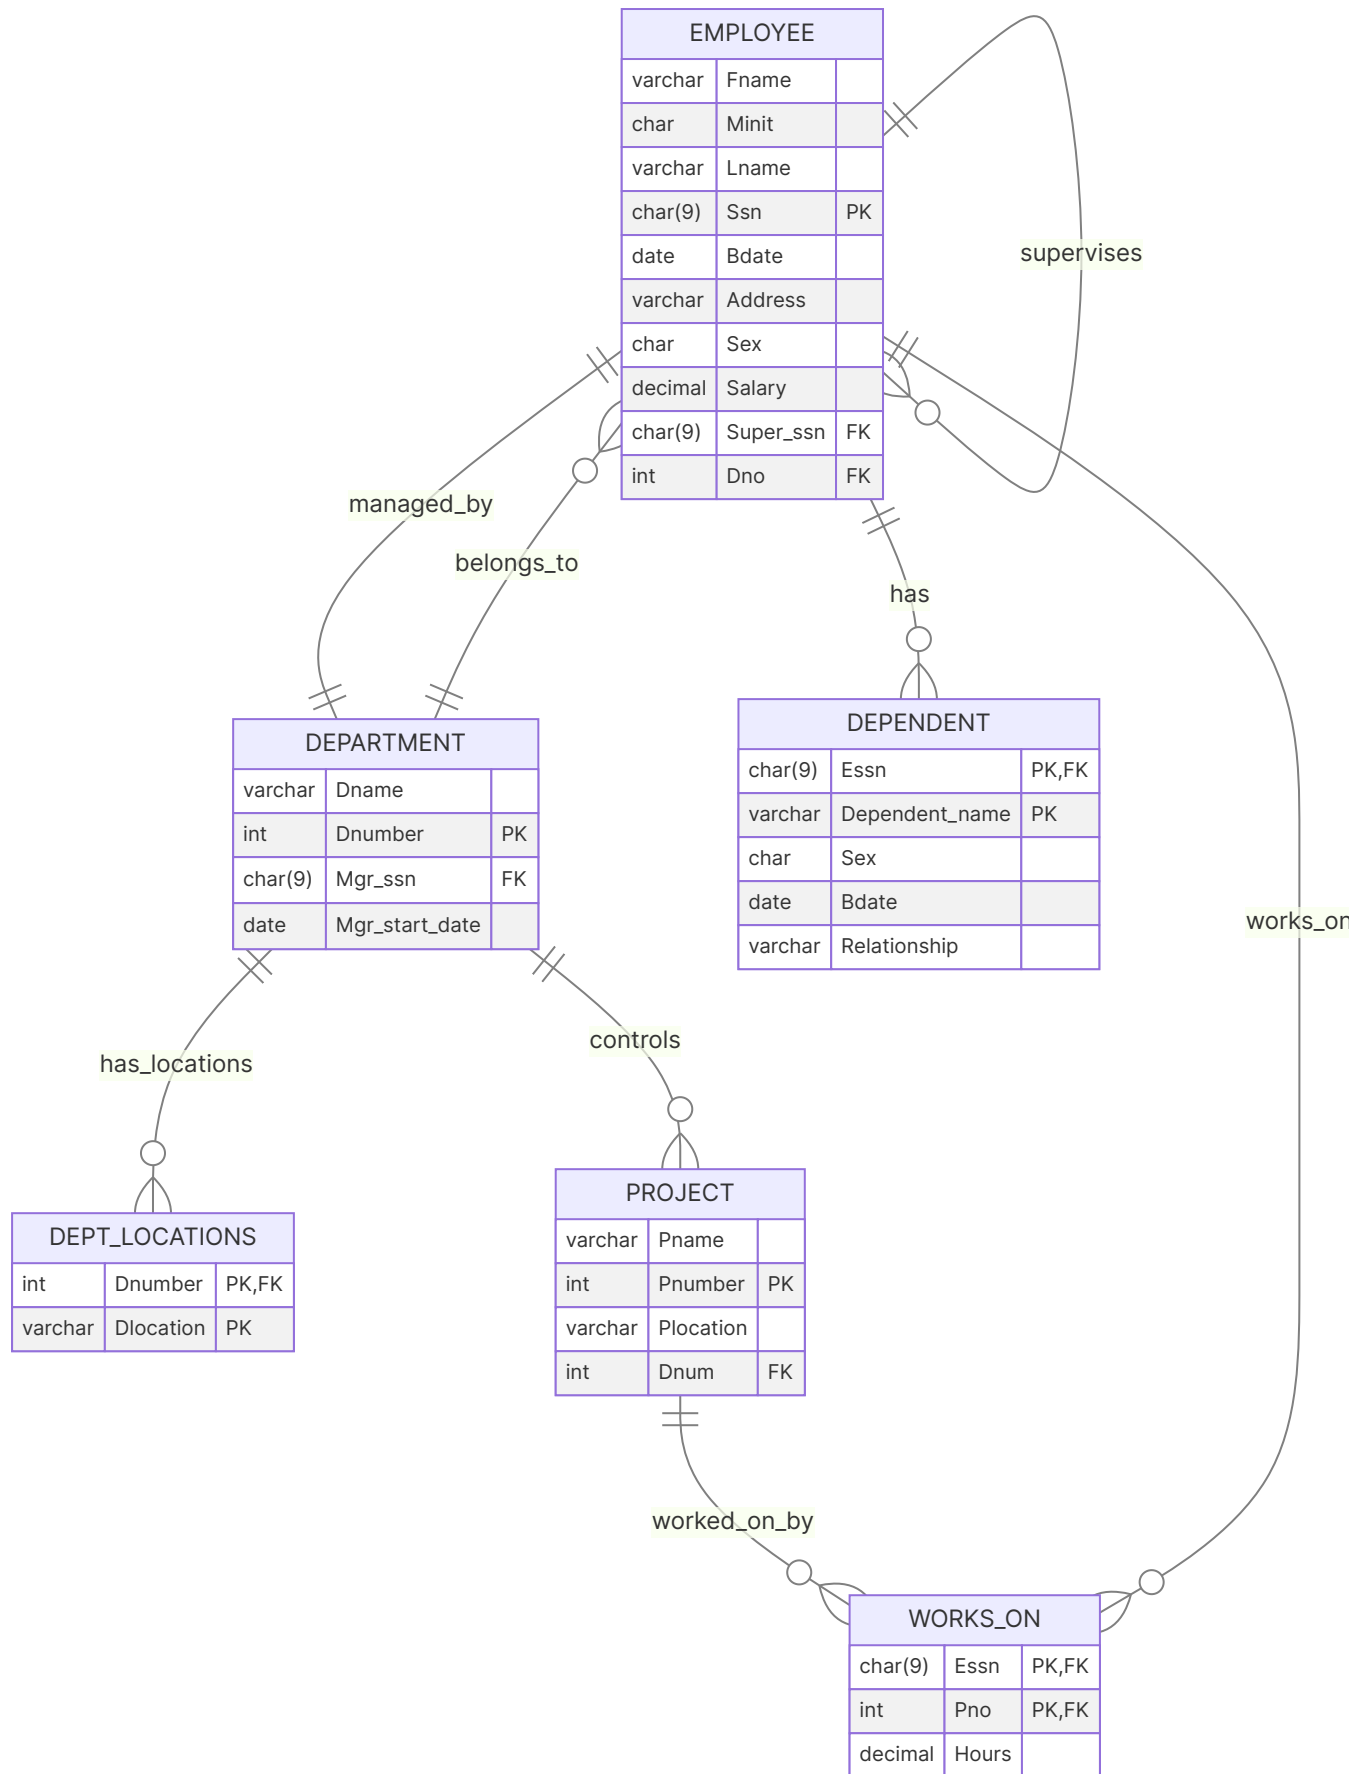 EMPLOYEE
varchar Fname
char Minit
varchar Lname
char(9) Ssn PK
date Bdate
varchar Address
char Sex
decimal Salary
char(9) Super_ssn FK
int Dno FK
supervises
managed_by
belongs_to
has
DEPARTMENT
varchar Dname
int Dnumber PK
char(9) Mgr_ssn FK
date Mgr_start_date
DEPENDENT
char(9) Essn PK,FK
varchar Dependent_name PK
char Sex
date Bdate
varchar Relationship
works_on
has_locations
controls
DEPT_LOCATIONS
int Dnumber PK,FK
varchar Dlocation PK
PROJECT
varchar Pname
int Pnumber PK
varchar Plocation
int Dnum FK
worked_on_by
WORKS_ON
char(9) Essn PK,FK
int Pno PK,FK
decimal Hours